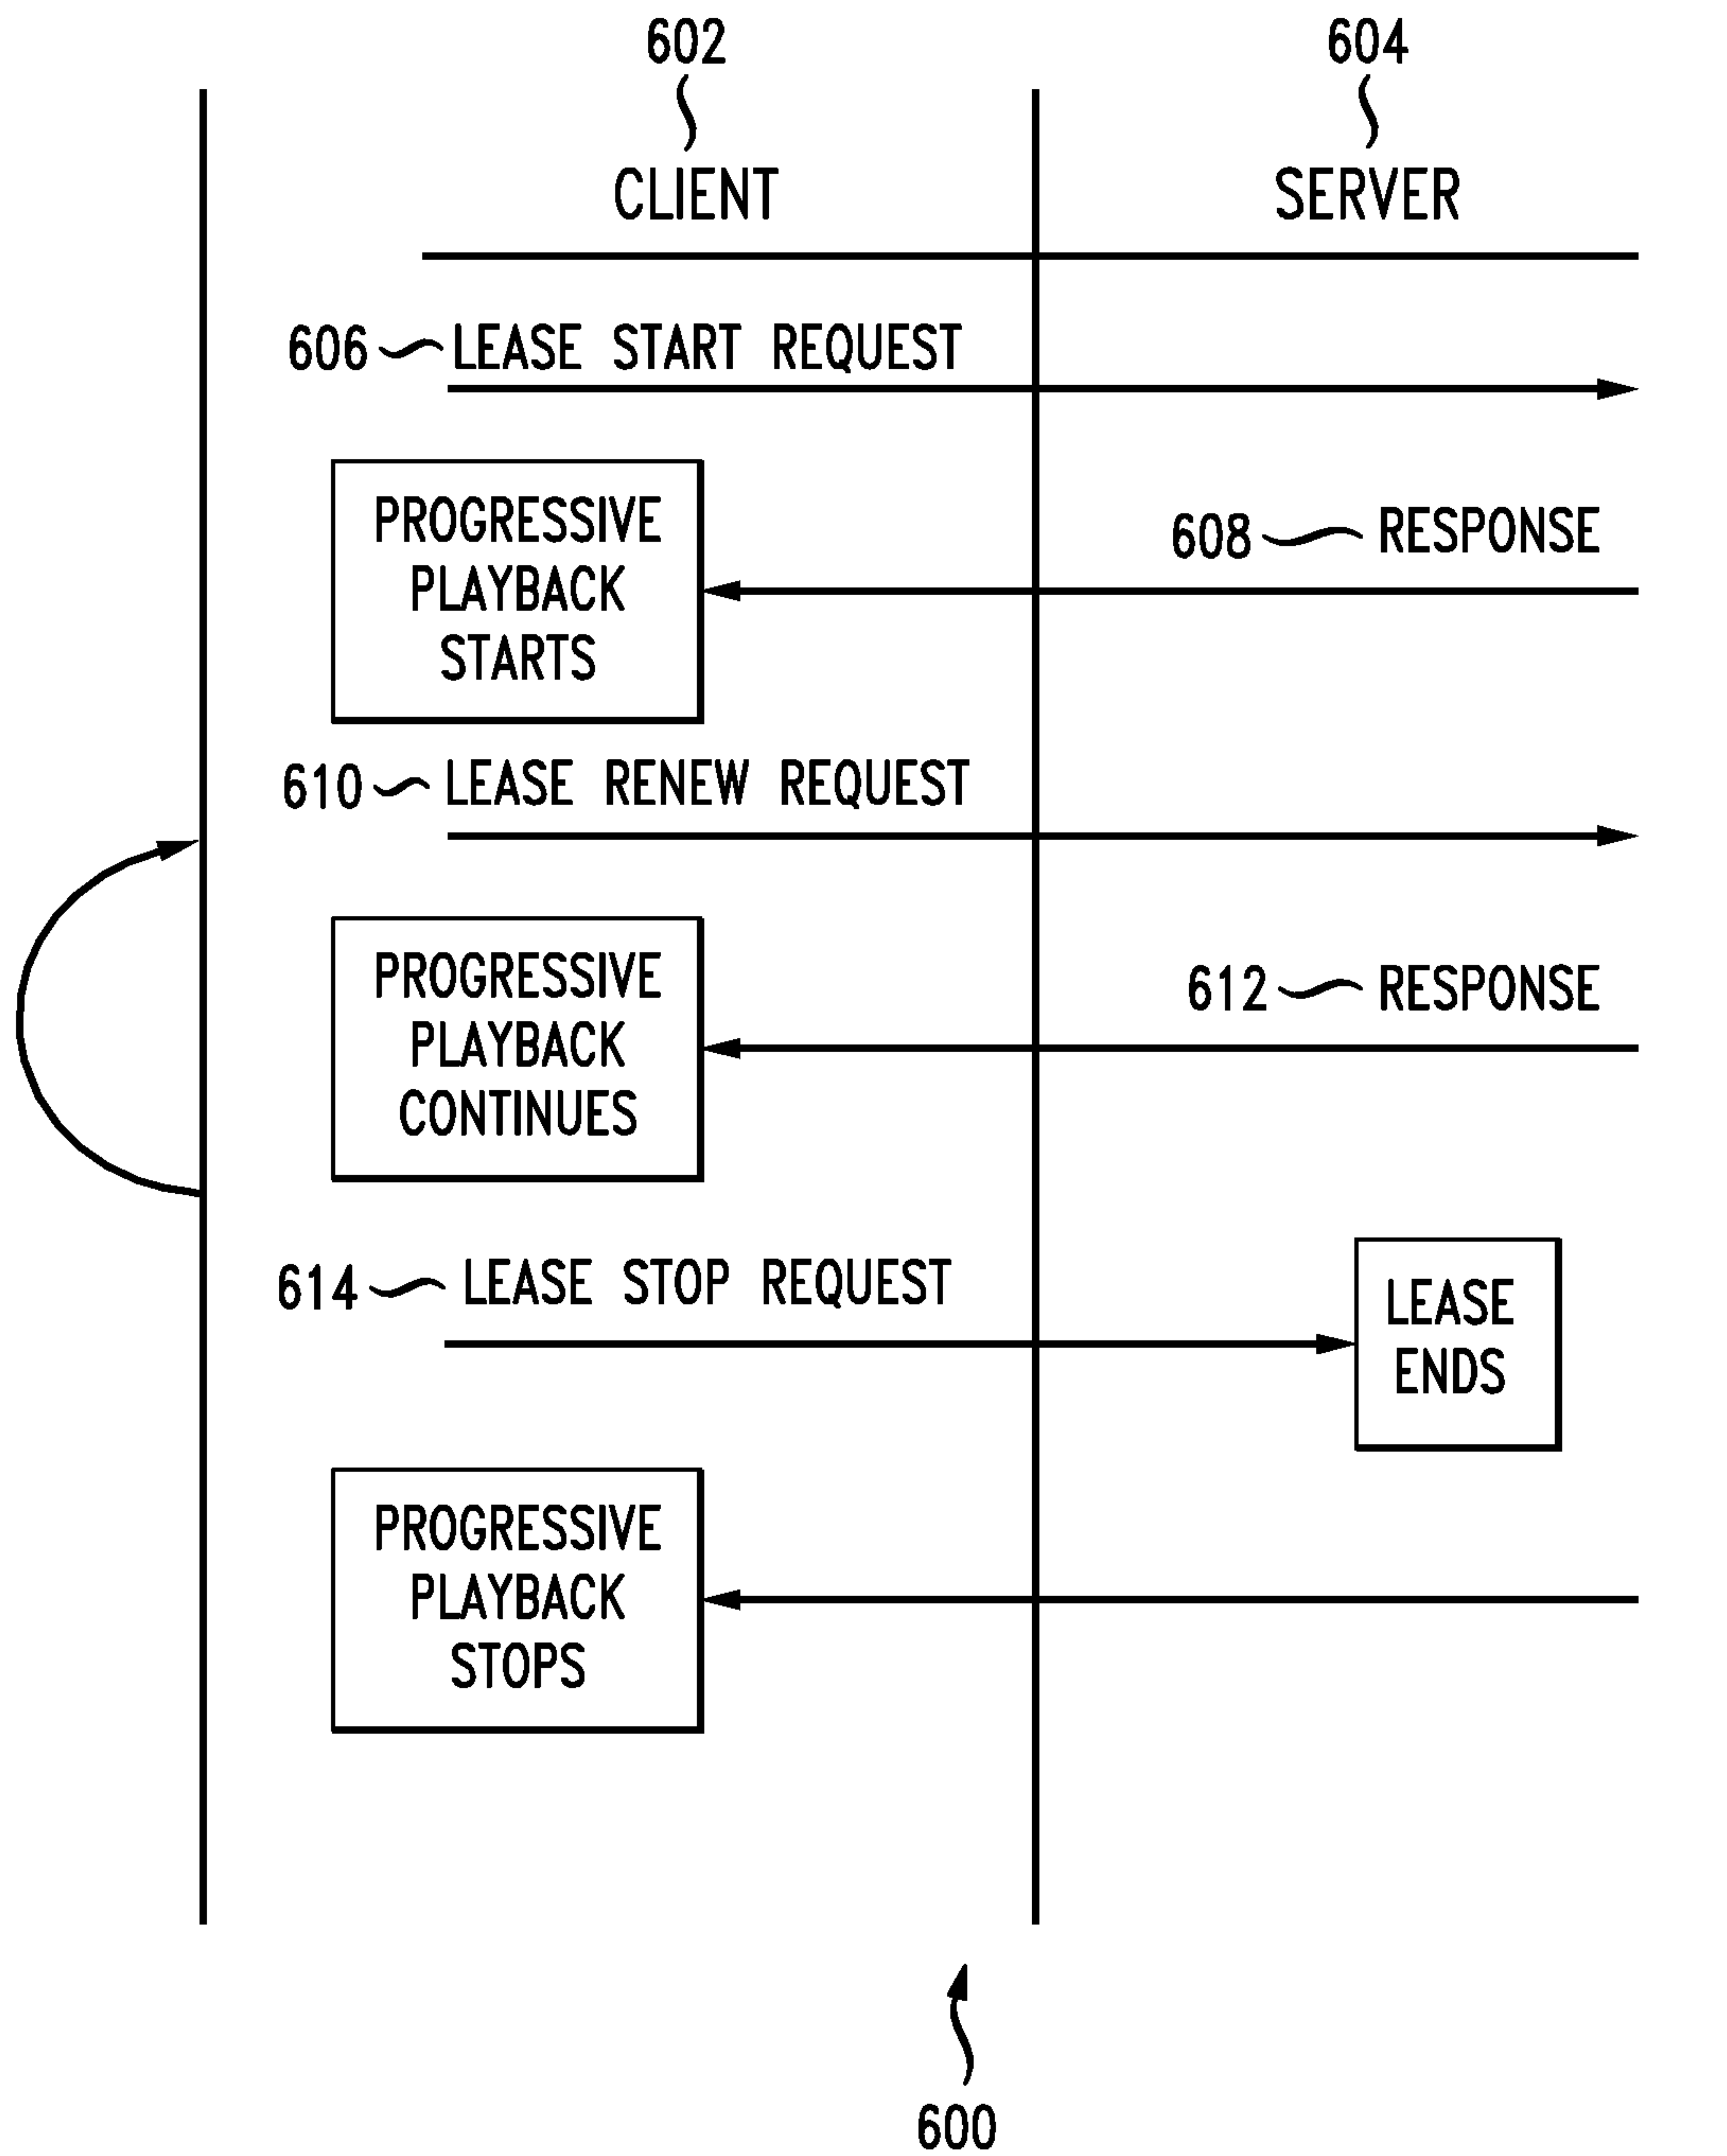 602
604
CLIENT
SERVER
606 LEASE START REQUEST
PROGRESSIVE
PLAYBACK
STARTS
608 RESPONSE
610 LEASE RENEW REQUEST
PROGRESSIVE
PLAYBACK
CONTINUES
612 RESPONSE
614 LEASE STOP REQUEST
LEASE
ENDS
PROGRESSIVE
PLAYBACK
STOPS
600